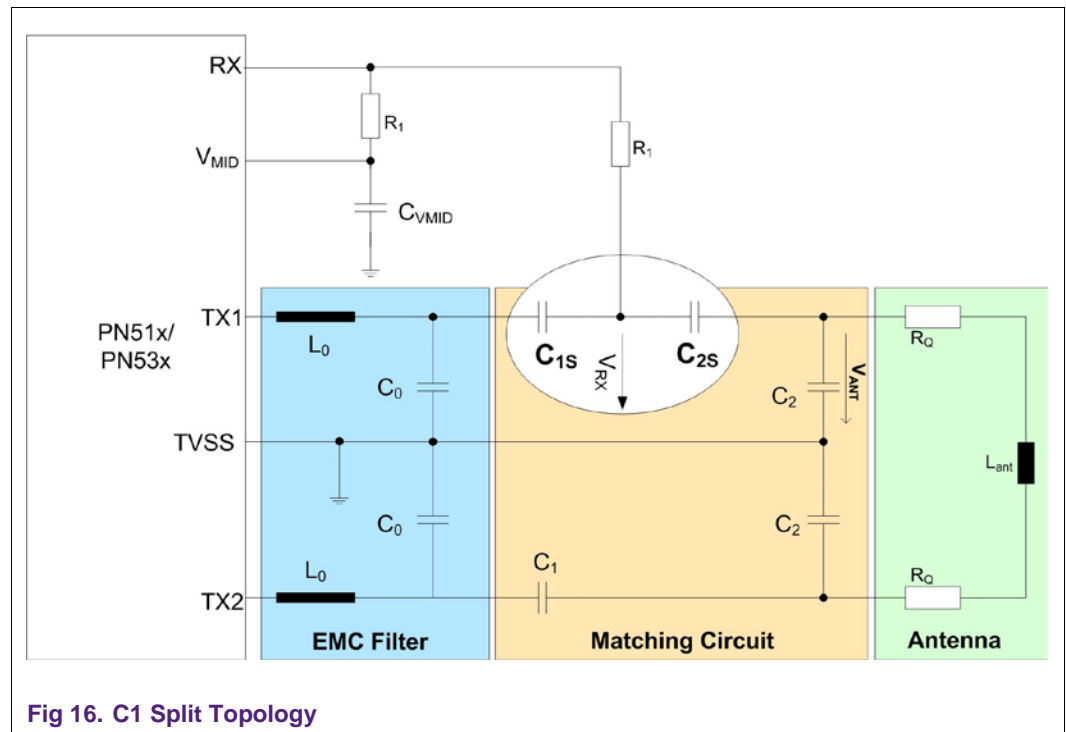 RX
R1
VMID
R1
CVMID
PN51x/
PN53x
TX1
L0
C0
C1S
VRX
C2S
C2
VANT
RQ
TVSS
Lant
C0
C2
TX2
L0
C1
RQ
EMC Filter
Matching Circuit
Antenna
Fig 16. C1 Split Topology